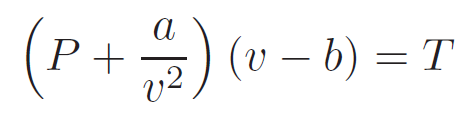 (P + a/v²) (v − b) = T